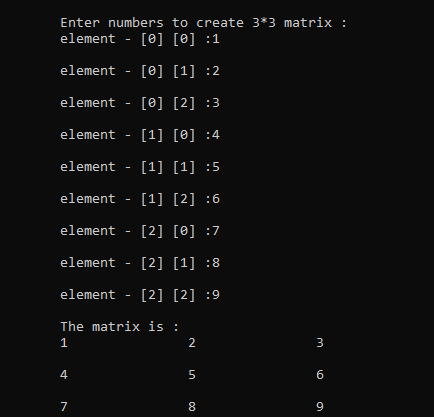 Enter numbers to create 3*3 matrix :
element - [0] [0] :1
element - [0] [1] :2
element - [0] [2] :3
element - [1] [0] :4
element - [1] [1] :5
element - [1] [2] :6
element - [2] [0] :7
element - [2] [1] :8
element - [2] [2] :9
The matrix is :
1 2 3
4 5 6
7 8 9